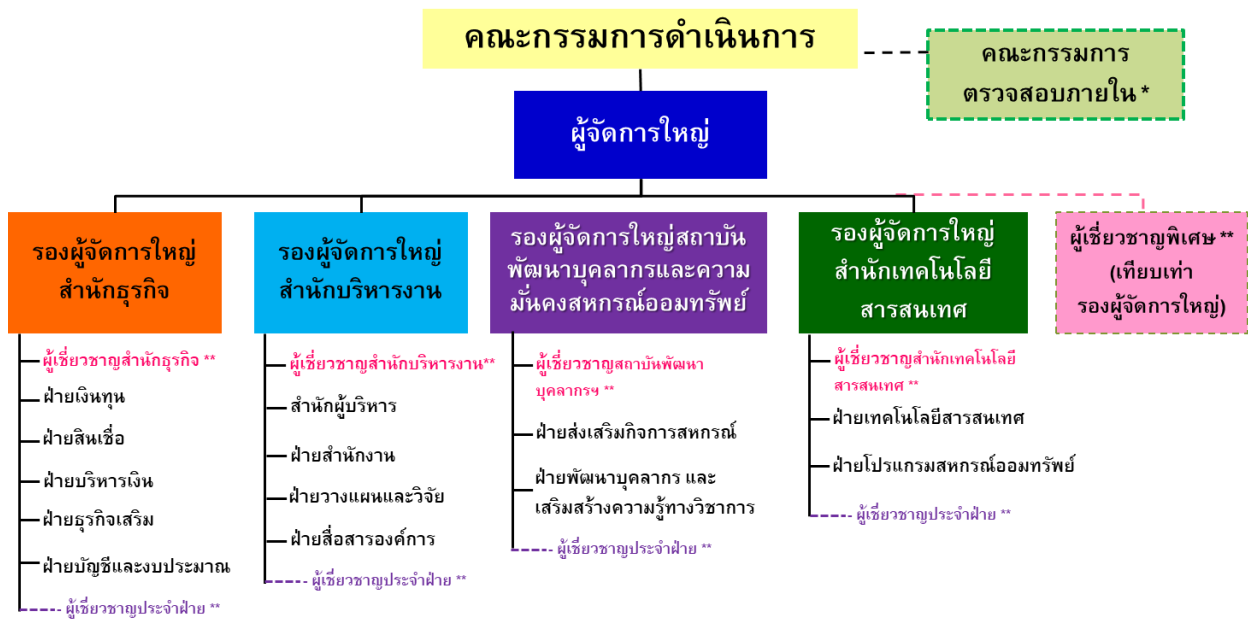 คณะกรรมการดำเนินการ
คณะกรรมการ
ตรวจสอบภายใน *
ผู้จัดการใหญ่
รองผู้จัดการใหญ่
สำนักธุรกิจ
ผู้เชี่ยวชาญสำนักธุรกิจ **
ฝ่ายเงินทุน
ฝ่ายสินเชื่อ
ฝ่ายบริหารเงิน
ฝ่ายธุรกิจเสริม
ฝ่ายบัญชีและงบประมาณ
ผู้เชี่ยวชาญประจำฝ่าย **
รองผู้จัดการใหญ่
สำนักบริหารงาน
ผู้เชี่ยวชาญสำนักบริหารงาน**
สำนักผู้บริหาร
ฝ่ายสำนักงาน
ฝ่ายวางแผนและวิจัย
ฝ่ายสื่อสารองค์การ
ผู้เชี่ยวชาญประจำฝ่าย **
รองผู้จัดการใหญ่สถาบัน
พัฒนาบุคลากรและความ
มั่นคงสหกรณ์ออมทรัพย์
ผู้เชี่ยวชาญสถาบันพัฒนา
บุคลากรฯ **
ฝ่ายส่งเสริมกิจการสหกรณ์
ฝ่ายพัฒนาบุคลากร และ
เสริมสร้างความรู้ทางวิชาการ
ผู้เชี่ยวชาญประจำฝ่าย **
รองผู้จัดการใหญ่
สำนักเทคโนโลยี
สารสนเทศ
ผู้เชี่ยวชาญสำนักเทคโนโลยี
สารสนเทศ **
ฝ่ายเทคโนโลยีสารสนเทศ
ฝ่ายโปรแกรมสหกรณ์ออมทรัพย์
ผู้เชี่ยวชาญประจำฝ่าย **
ผู้เชี่ยวชาญพิเศษ **
(เทียบเท่า
รองผู้จัดการใหญ่)